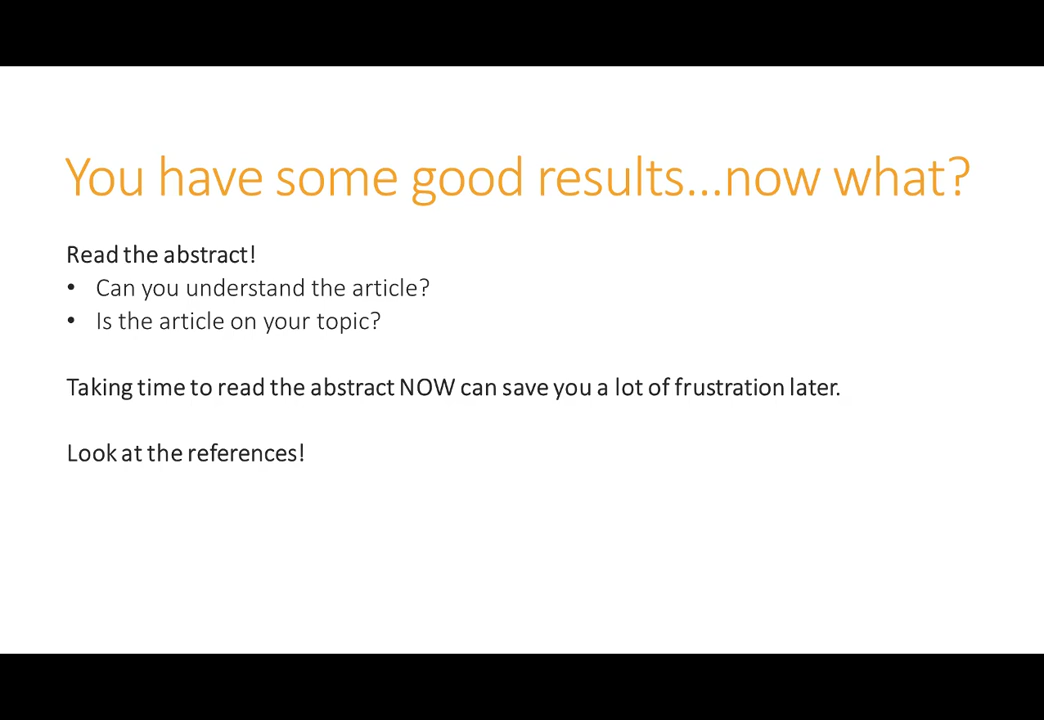 You have some good results...now what?
Read the abstract!
• Can you understand the article?
• Is the article on your topic?
Taking time to read the abstract NOW can save you a lot of frustration later.
Look at the references!